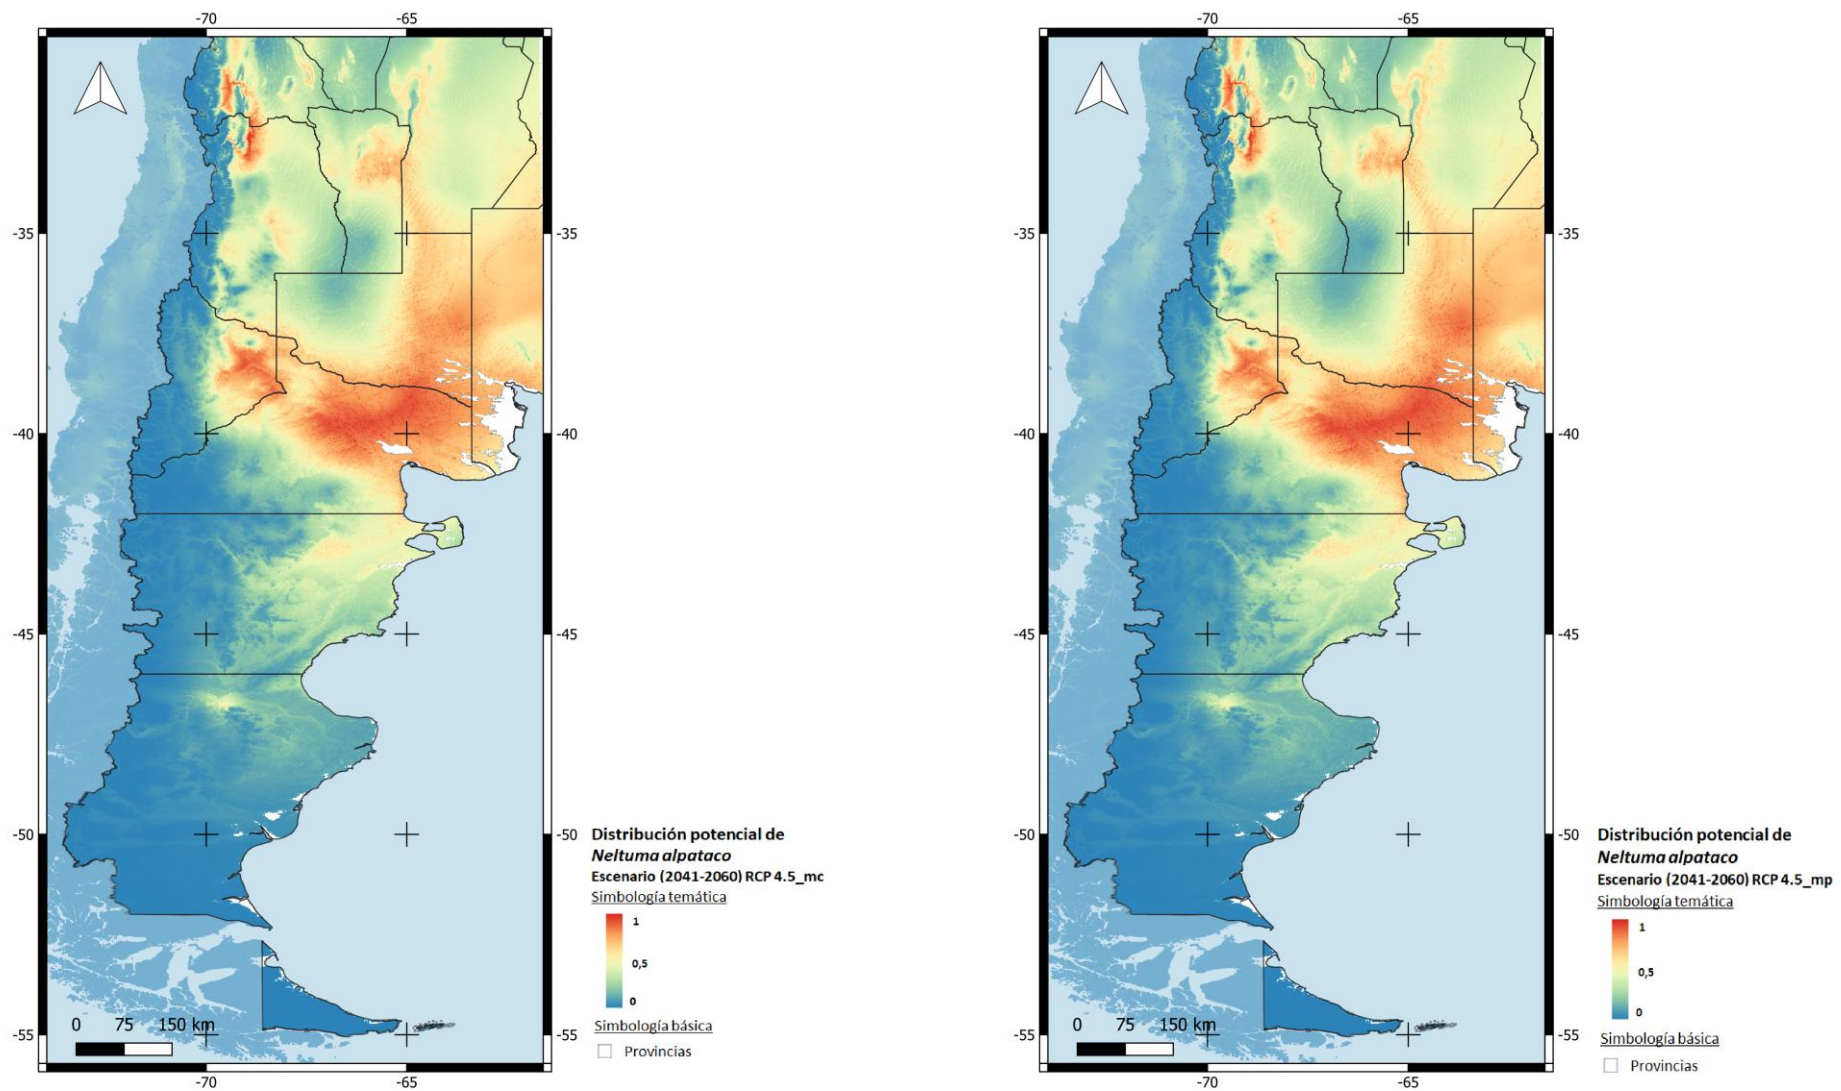 -70 -65
-35 -35
-40 -40
-45 -45
-50 -50
-55 -55
-70 -65
0 75 150 km
Distribución potencial de
Neltuma alpataco
Escenario (2041-2060) RCP 4.5_mc
Simbología temática
1
0,5
0
Simbología básica
Provincias
-70 -65
-35 -35
-40 -40
-45 -45
-50 -50
-55 -55
-70 -65
0 75 150 km
Distribución potencial de
Neltuma alpataco
Escenario (2041-2060) RCP 4.5_mp
Simbología temática
1
0,5
0
Simbología básica
Provincias